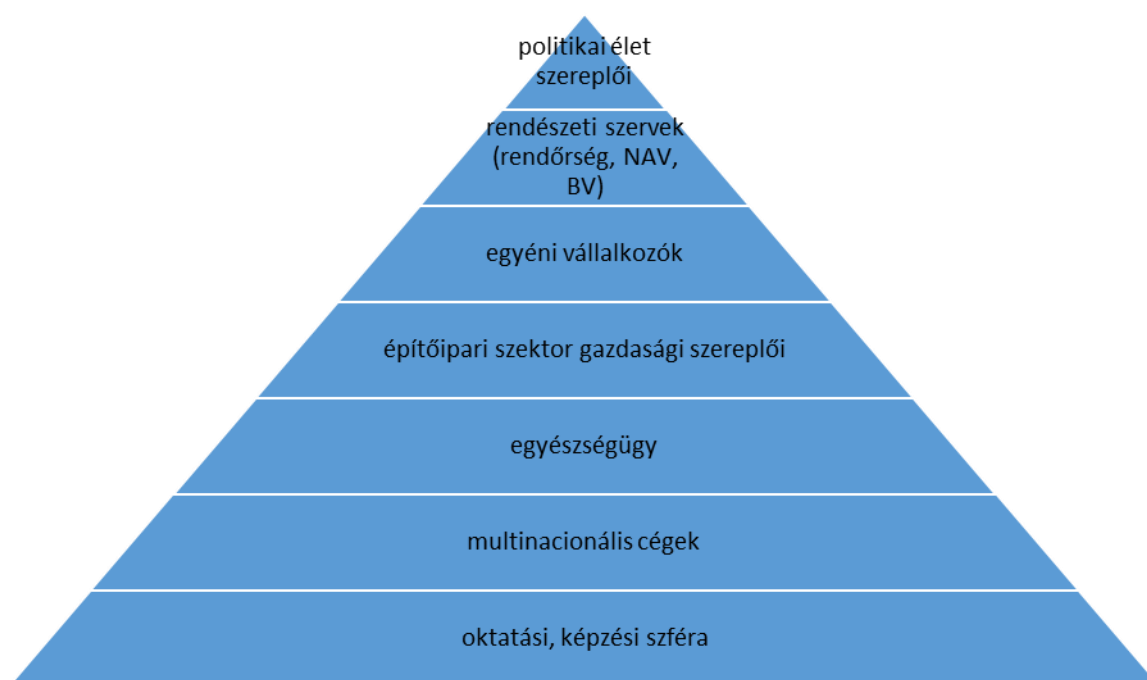 politikai élet
szereplői
rendészeti szervek
(rendőrség, NAV,
BV)
egyéni vállalkozók
építőipari szektor gazdasági szereplői
egyészségügy
multinacionális cégek
oktatási, képzési szféra